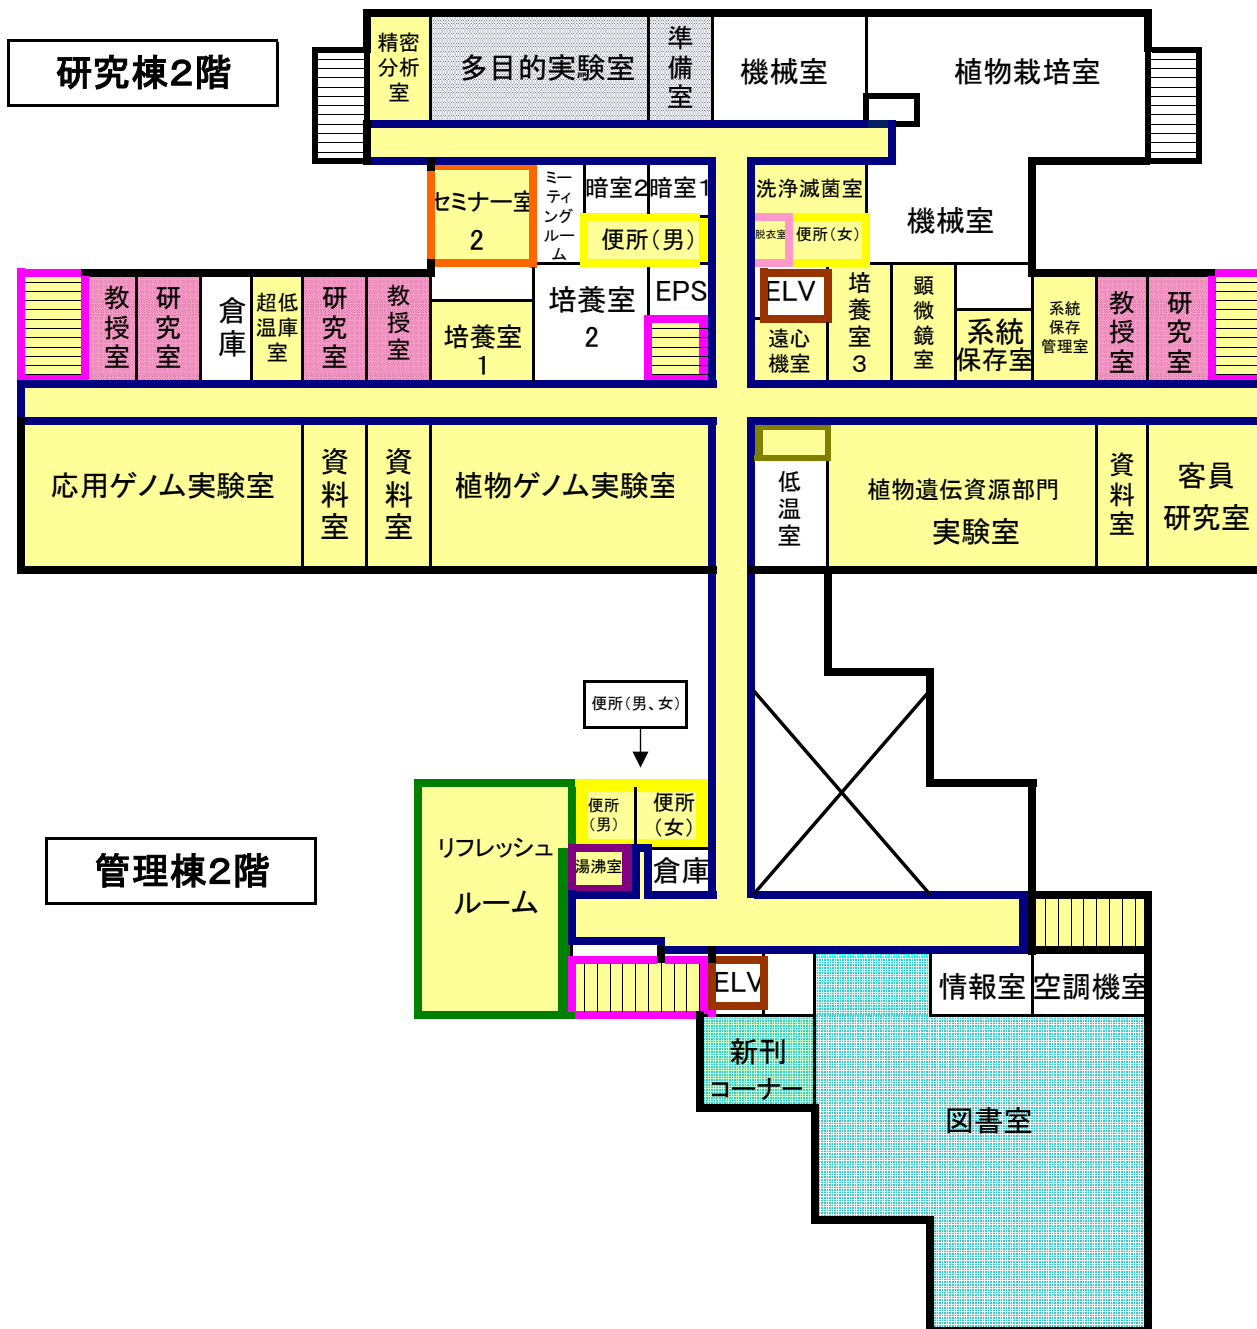 研究棟2階
精密
分析
室
多目的実験室
準
備
室
機械室
植物栽培室
セミナー室
2
ミー
ティ
ング
ルー
ム
暗室2
暗室1
便所(男)
洗浄滅菌室
脱衣室
便所(女)
機械室
教
授
室
研
究
室
倉
庫
超低
温庫
室
研
究
室
教
授
室
培養室
1
培養室
2
EPS
ELV
遠心
機室
培
養
室
3
顕
微
鏡
室
系統
保存室
系統
保存
管理室
教
授
室
研
究
室
応用ゲノム実験室
資
料
室
資
料
室
植物ゲノム実験室
低
温
室
植物遺伝資源部門
実験室
資
料
室
客員
研究室
便所(男、女)
管理棟2階
リフレッシュ
ルーム
便所
(男)
便所
(女)
湯沸室
倉庫
ELV
情報室
空調機室
新刊
コーナー
図書室